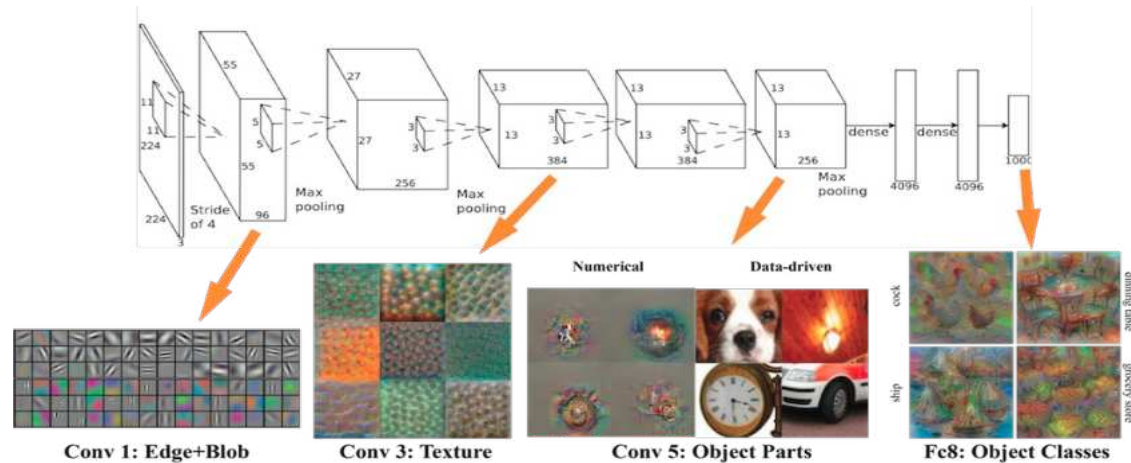 55
27
13
13
13
11
5
3
3
3
dense
dense
11
5
27
3
13
3
13
3
13
1000
224
55
384
384
256
4096
4096
256
Max
pooling
Max
pooling
Max
pooling
224
Stride
of 4
96
3
Numerical
Data-driven
cock
dinning table
ship
grocery store
Conv 1: Edge+Blob
Conv 3: Texture
Conv 5: Object Parts
Fc8: Object Classes